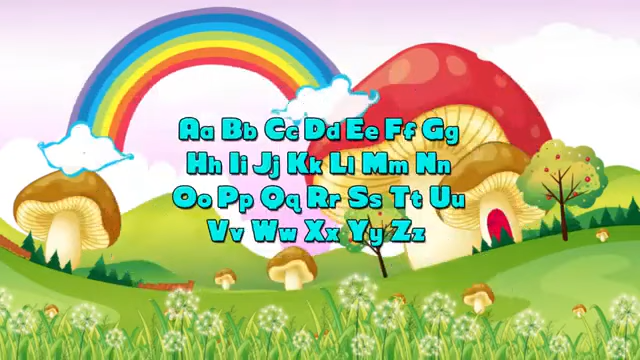 Aa Bb Cc Dd Ee Ff Gg
Hh Ii Jj Kk Ll Mm Nn
Oo Pp Qq Rr Ss Tt Uu
Vv Ww Xx Yy Zz